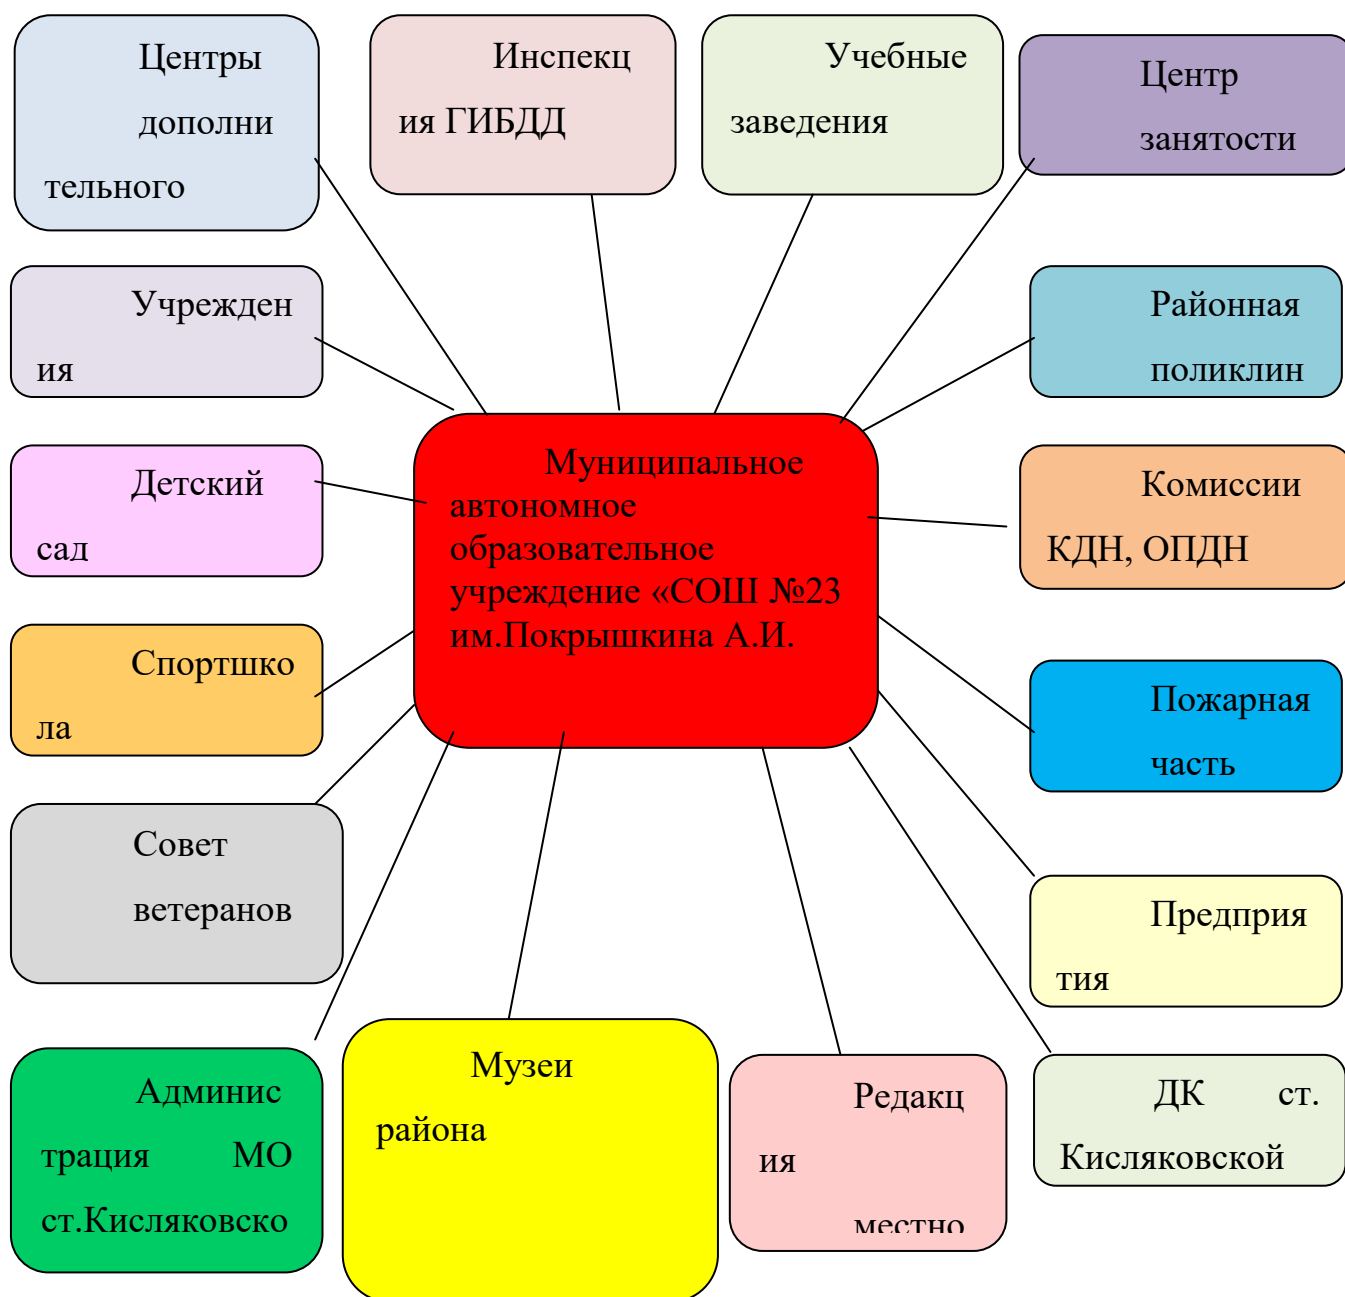 Центры
дополни
тельного
Инспекц
ия ГИБДД
Учебные
заведения
Центр
занятости
Учрежден
ия
Районная
поликлин
Детский
сад
Муниципальное
автономное
образовательное
учреждение «СОШ №23
им.Покрышкина А.И.
Комиссии
КДН, ОПДН
Спортшко
ла
Пожарная
часть
Совет
ветеранов
Предприя
тия
Админис
трация МО
ст.Кисляковско
Музеи
района
Редакц
ия
местно
ДК ст.
Кисляковской